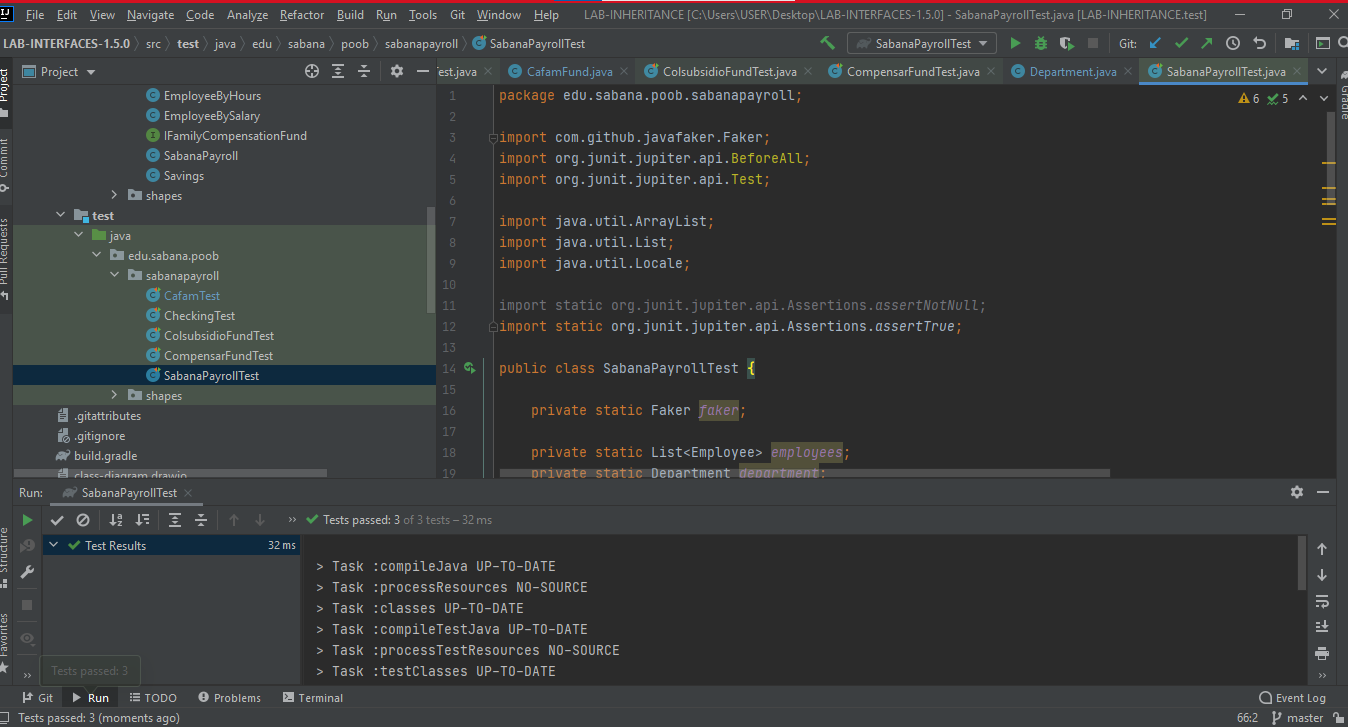 File Edit View Navigate Code Analyze Refactor Build Run Tools Git Window Help LAB-INHERITANCE [C:\Users\USER\Desktop\LAB-INTERFACES-1.5.0] - SabanaPayrollTest.java [LAB-INHERITANCE.test]
LAB-INTERFACES-1.5.0 src test java edu sabana poob sabanapayroll SabanaPayrollTest SabanaPayrollTest Git:
Project
Project
Commit
Pull Requests
Structure
Favorites
Gradle
EmployeeByHours
EmployeeBySalary
IFamilyCompensationFund
SabanaPayroll
Savings
shapes
test
java
edu.sabana.poob
sabanapayroll
CafamTest
CheckingTest
ColsubsidioFundTest
CompensarFundTest
SabanaPayrollTest
shapes
.gitattributes
.gitignore
build.gradle
class-diagram.drawio
Test.java CafamFund.java ColsubsidioFundTest.java CompensarFundTest.java Department.java SabanaPayrollTest.java
6 5
1 package edu.sabana.poob.sabanapayroll;
2
3 import com.github.javafaker.Faker;
4 import org.junit.jupiter.api.BeforeAll;
5 import org.junit.jupiter.api.Test;
6
7 import java.util.ArrayList;
8 import java.util.List;
9 import java.util.Locale;
10
11 import static org.junit.jupiter.api.Assertions.assertNotNull;
12 import static org.junit.jupiter.api.Assertions.assertTrue;
13
14 public class SabanaPayrollTest {
15
16 private static Faker faker;
17
18 private static List<Employee> employees;
19 private static Department department;
Run: SabanaPayrollTest
Tests passed: 3 of 3 tests – 32 ms
Test Results 32 ms
> Task :compileJava UP-TO-DATE
> Task :processResources NO-SOURCE
> Task :classes UP-TO-DATE
> Task :compileTestJava UP-TO-DATE
> Task :processTestResources NO-SOURCE
> Task :testClasses UP-TO-DATE
Tests passed: 3
Git Run TODO Problems Terminal Event Log
Tests passed: 3 (moments ago) 66:2 master